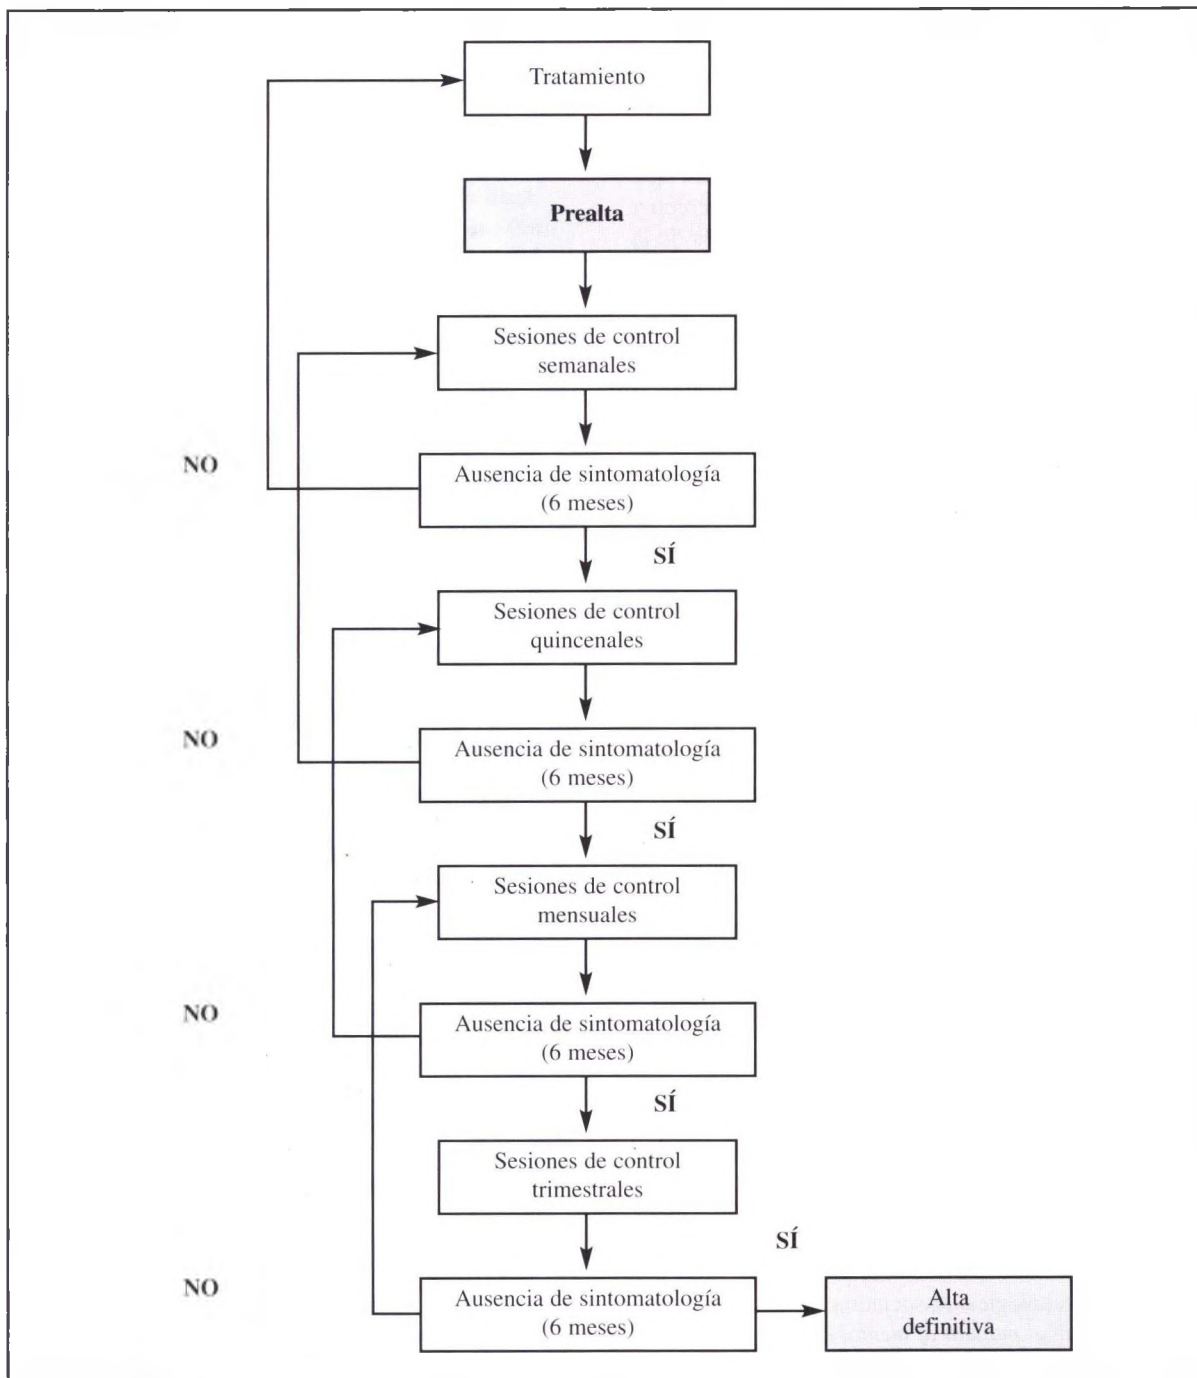 Tratamiento
Prealta
Sesiones de control
semanales
NO
Ausencia de sintomatología
(6 meses)
SÍ
Sesiones de control
quincenales
NO
Ausencia de sintomatología
(6 meses)
SÍ
Sesiones de control
mensuales
NO
Ausencia de sintomatología
(6 meses)
SÍ
Sesiones de control
trimestrales
SÍ
NO
Ausencia de sintomatología
(6 meses)
Alta
definitiva